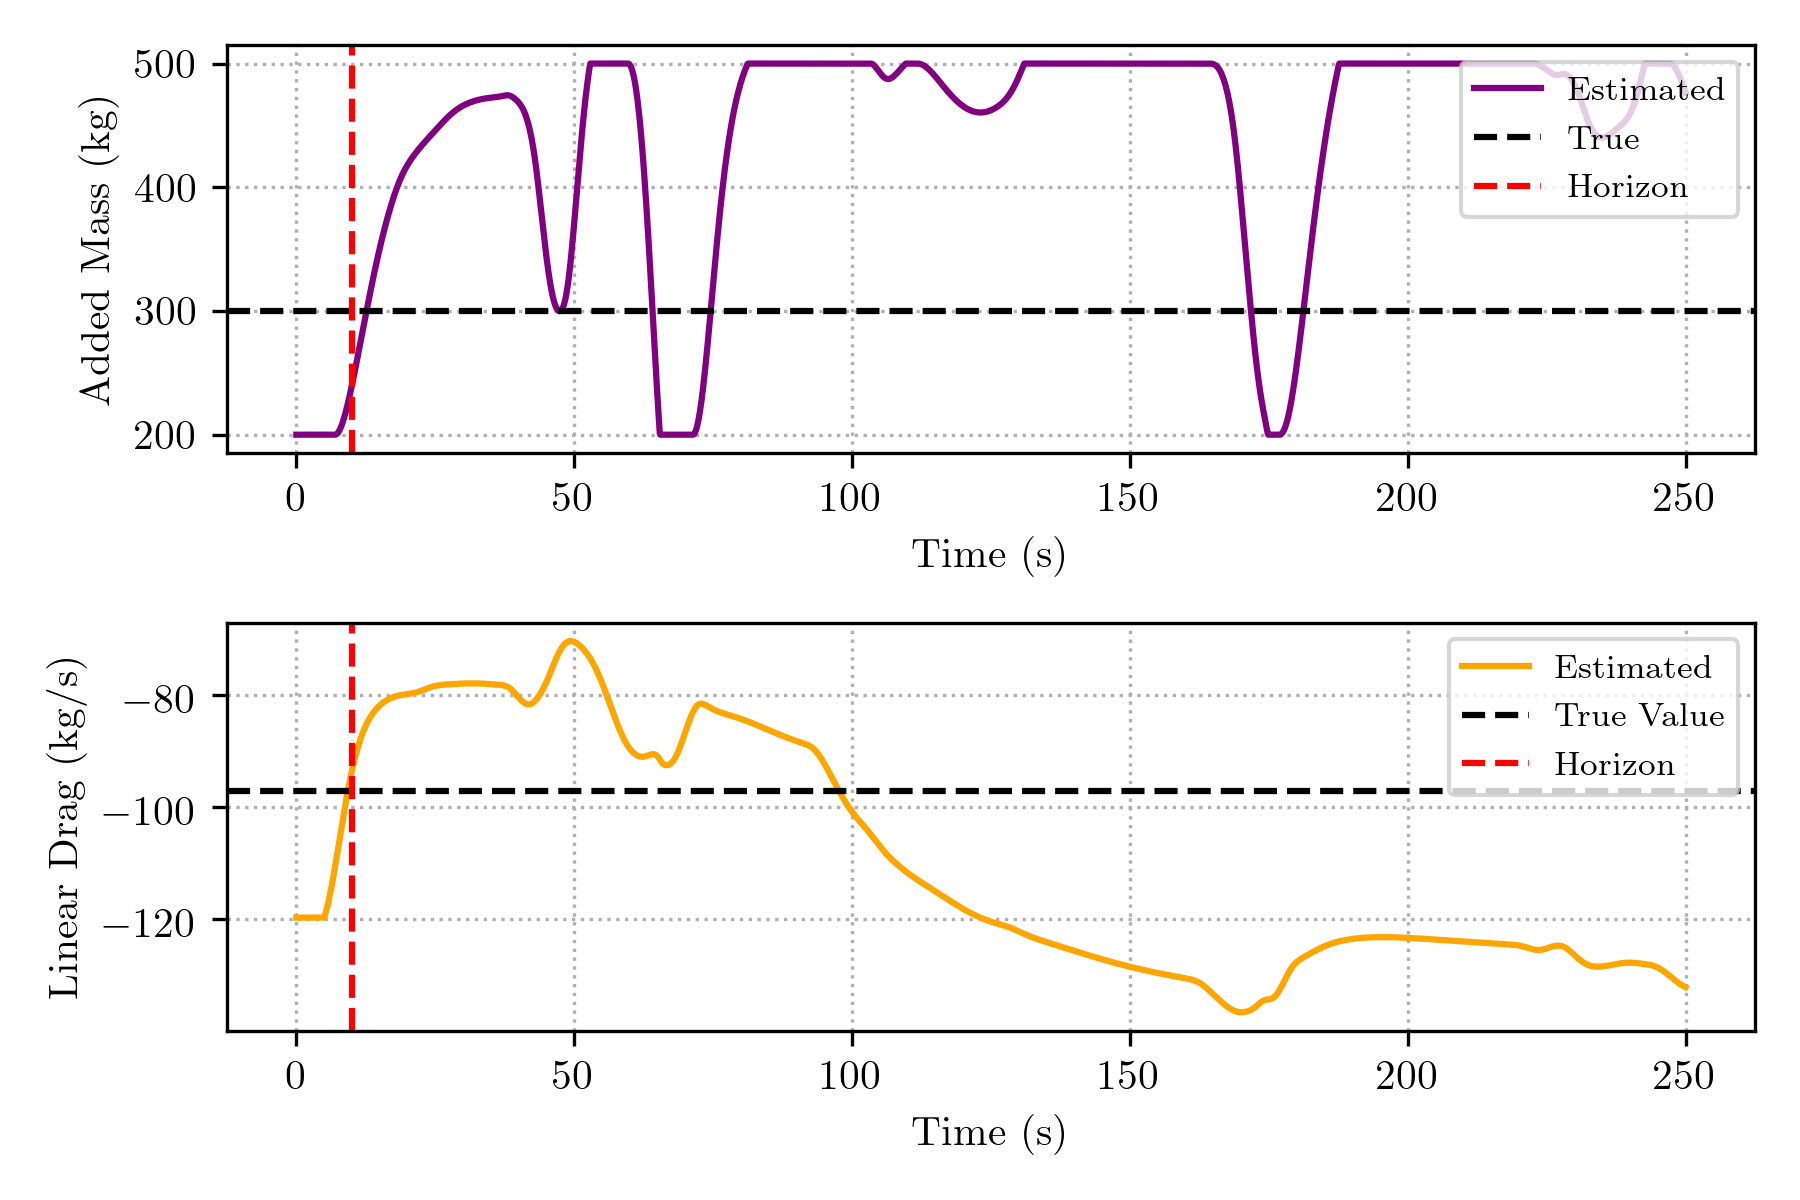 500
400
300
200
Added Mass (kg)
Estimated
True
Horizon
0 50 100 150 200 250
Time (s)
−80
−100
−120
Linear Drag (kg/s)
Estimated
True Value
Horizon
0 50 100 150 200 250
Time (s)